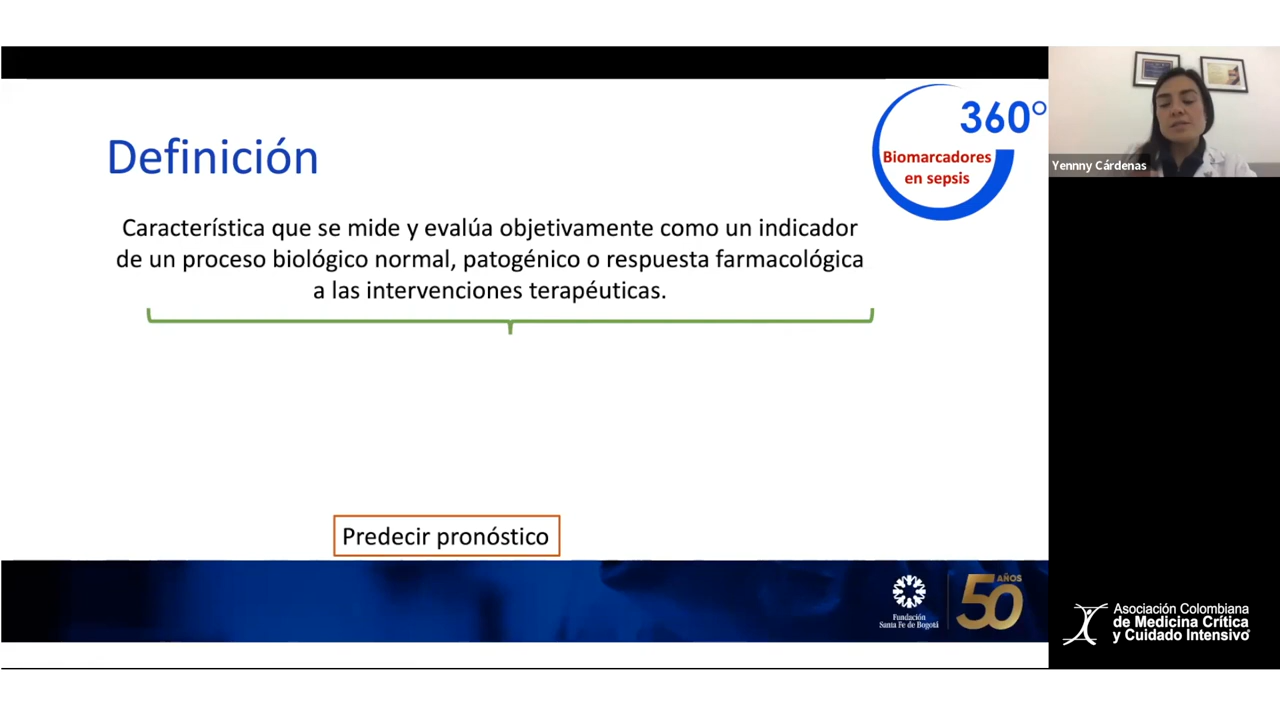 Definición
360°
Biomarcadores
en sepsis
Característica que se mide y evalúa objetivamente como un indicador
de un proceso biológico normal, patogénico o respuesta farmacológica
a las intervenciones terapéuticas.
Predecir pronóstico
Fundación
Santa Fe de Bogotá
50 AÑOS
Yennny Cárdenas
Asociación Colombiana
de Medicina Crítica
y Cuidado Intensivo